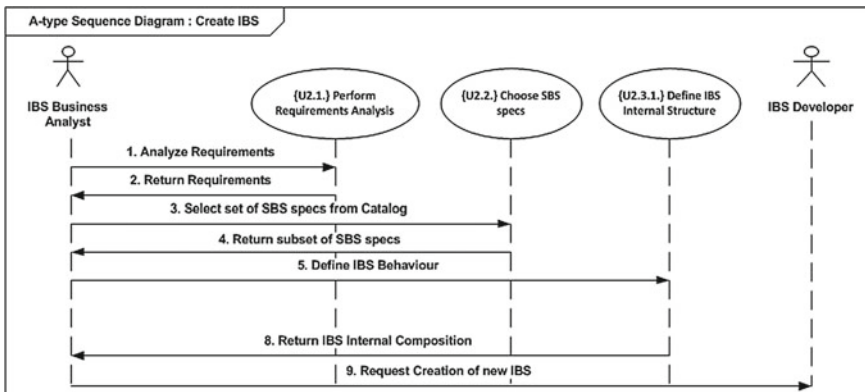 A-type Sequence Diagram : Create IBS
IBS Business
Analyst
{U2.1.} Perform
Requirements Analysis
{U2.2.} Choose SBS
specs
{U2.3.1.} Define IBS
Internal Structure
IBS Developer
1. Analyze Requirements
2. Return Requirements
3. Select set of SBS specs from Catalog
4. Return subset of SBS specs
5. Define IBS Behaviour
8. Return IBS Internal Composition
9. Request Creation of new IBS